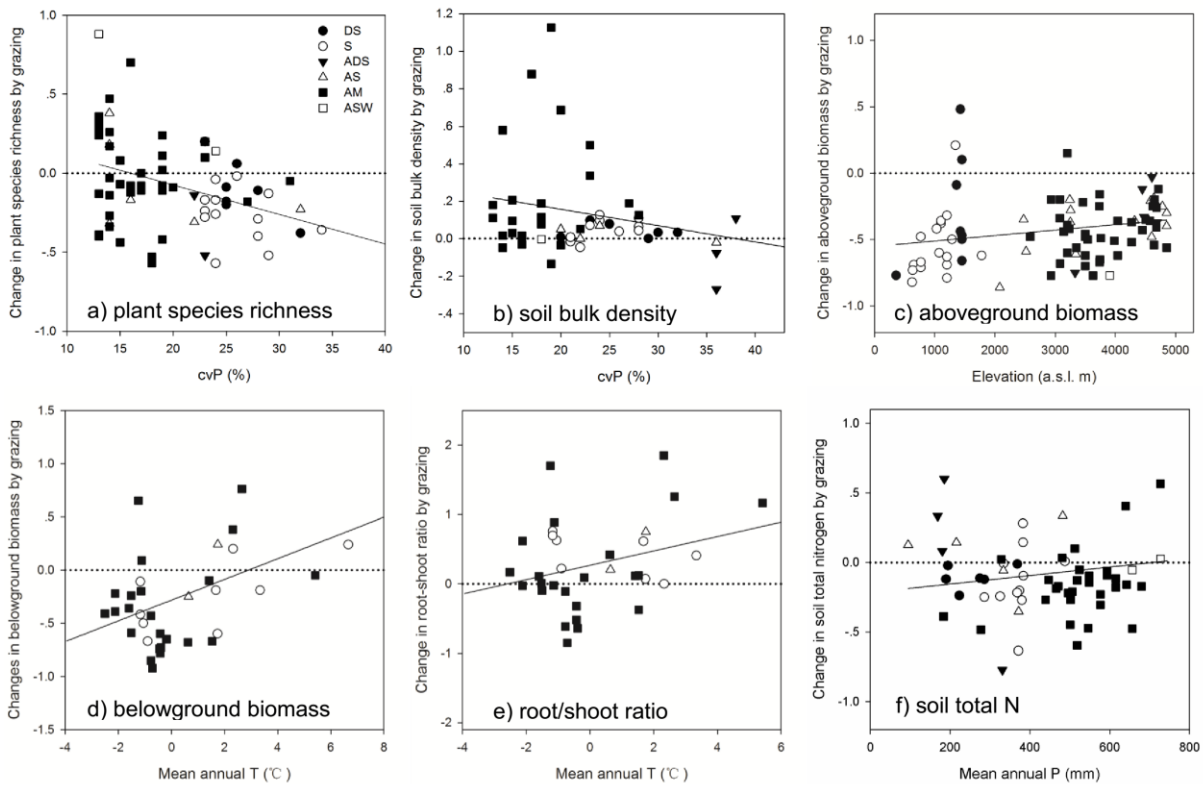 Change in plant species richness by grazing
1.0
.5
0.0
-.5
-1.0
DS
S
ADS
AS
AM
ASW
a) plant species richness
10 15 20 25 30 35 40
cvP (%)
Change in soil bulk density by grazing
1.2
1.0
.8
.6
.4
.2
0.0
.2
-.4
b) soil bulk density
10 15 20 25 30 35 40
cvP (%)
Change in aboveground biomass by grazing
1.0
.5
0.0
-.5
-1.0
c) aboveground biomass
0 1000 2000 3000 4000 5000
Elevation (a.s.l. m)
Changes in belowground biomass by grazing
1.5
1.0
0.5
0.0
-0.5
-1.0
-1.5
d) belowground biomass
-4 -2 0 2 4 6 8
Mean annual T (℃)
Change in root-shoot ratio by grazing
2
1
0
-1
-2
e) root/shoot ratio
-4 -2 0 2 4 6
Mean annual T (℃)
Change in soil total nitrogen by grazing
1.0
.5
0.0
-.5
-1.0
f) soil total N
0 200 400 600 800
Mean annual P (mm)